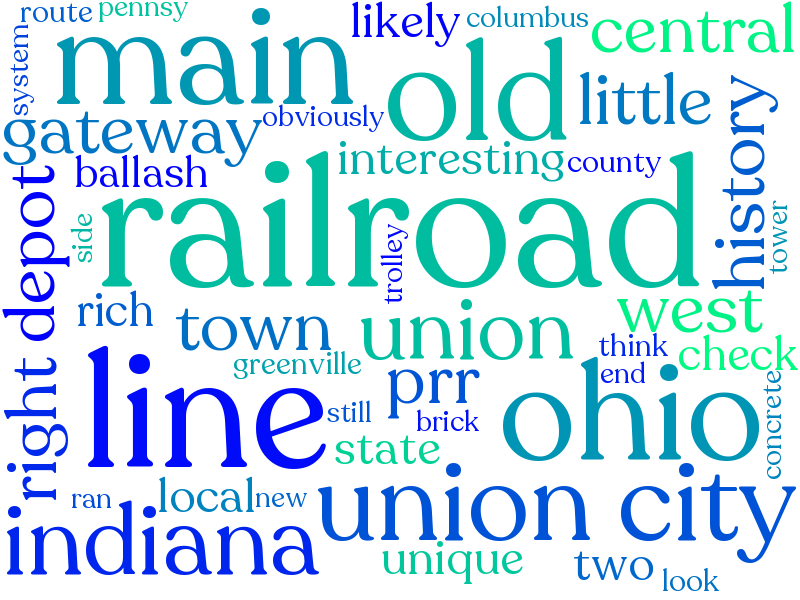 route
pennsy
likely
columbus
central
system
main
old
little
gateway
obviously
history
ballash
interesting
county
depot
side
railroad
trolley
tower
rich
town
union
west
greenville
think
check
right
line
still
prr
end
brick
ohio
concrete
state
ran
local
new
union city
indiana
unique
two
look